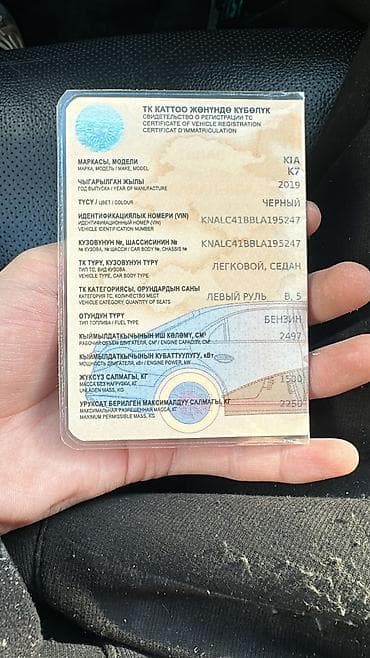 ТК КАТТОО ЖӨНҮНДӨ КҮБӨЛҮК
СВИДЕТЕЛЬСТВО О РЕГИСТРАЦИИ ТС
CERTIFICATE OF VEHICLE REGISTRATION
CERTIFICAT D'IMMATRICULATION
МАРКАСЫ, МОДЕЛИ KIA
МАРКА, МОДЕЛЬ / MAKE, MODEL K7
ЧЫГАРЫЛГАН ЖЫЛЫ 2019
ГОД ВЫПУСКА / YEAR OF MANUFACTURE
ТҮСҮ / ЦВЕТ / COLOUR ЧЕРНЫЙ
ИДЕНТИФИКАЦИЯЛЫК НОМЕРИ (VIN) KNALC41BBLA195247
ИДЕНТИФИКАЦИОННЫЙ НОМЕР (VIN)
VEHICLE IDENTIFICATION NUMBER
КУЗОВУНУН №, ШАССИСИНИН № KNALC41BBLA195247
№ КУЗОВА, № ШАССИ / CAR BODY №, CHASSIS №
ТК ТҮРҮ, КУЗОВУНУН ТҮРҮ ЛЕГКОВОЙ, СЕДАН
ТИП ТС, ВИД КУЗОВА
VEHICLE TYPE, CAR BODY TYPE
ТК КАТЕГОРИЯСЫ, ОРУНДАРДЫН САНЫ
КАТЕГОРИЯ ТС, КОЛИЧЕСТВО МЕСТ ЛЕВЫЙ РУЛЬ B, 5
VEHICLE CATEGORY, QUANTITY OF SEATS
ОТУНДУН ТҮРҮ БЕНЗИН
ТИП ТОПЛИВА / FUEL TYPE
КЫЙМЫЛДАТКЫЧЫНЫН ИШ КӨЛӨМҮ, СМ³ 2497
РАБОЧИЙ ОБЪЕМ ДВИГАТЕЛЯ, СМ³ / ENGINE CAPACITY, CM³
КЫЙМЫЛДАТКЫЧЫНЫН КУБАТТУУЛУГУ, кВт
МОЩНОСТЬ ДВИГАТЕЛЯ, кВт / ENGINE POWER, kW
ЖҮКСҮЗ САЛМАГЫ, КГ
МАССА БЕЗ НАГРУЗКИ, КГ
UNLADEN MASS, KG
УРУКСАТ БЕРИЛГЕН МАКСИМАЛДУУ САЛМАГЫ, КГ 2250
МАКСИМАЛЬНАЯ РАЗРЕШЕННАЯ МАССА, КГ
MAXIMUM PERMISSIBLE MASS, KG